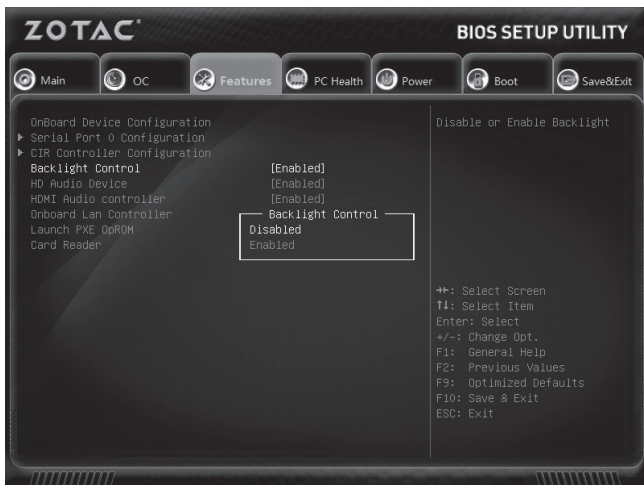 ZOTAC®
BIOS SETUP UTILITY
Main OC Features PC Health Power Boot Save&Exit
OnBoard Device Configuration
Serial Port 0 Configuration
CIR Controller Configuration
Backlight Control [Enabled]
HD Audio Device [Enabled]
HDMI Audio controller [Enabled]
Onboard Lan Controller
Launch PXE OpROM
Card Reader
Backlight Control
Disabled
Enabled
Disable or Enable Backlight
→←: Select Screen
↑↓: Select Item
Enter: Select
+/-: Change Opt.
F1: General Help
F2: Previous Values
F9: Optimized Defaults
F10: Save & Exit
ESC: Exit